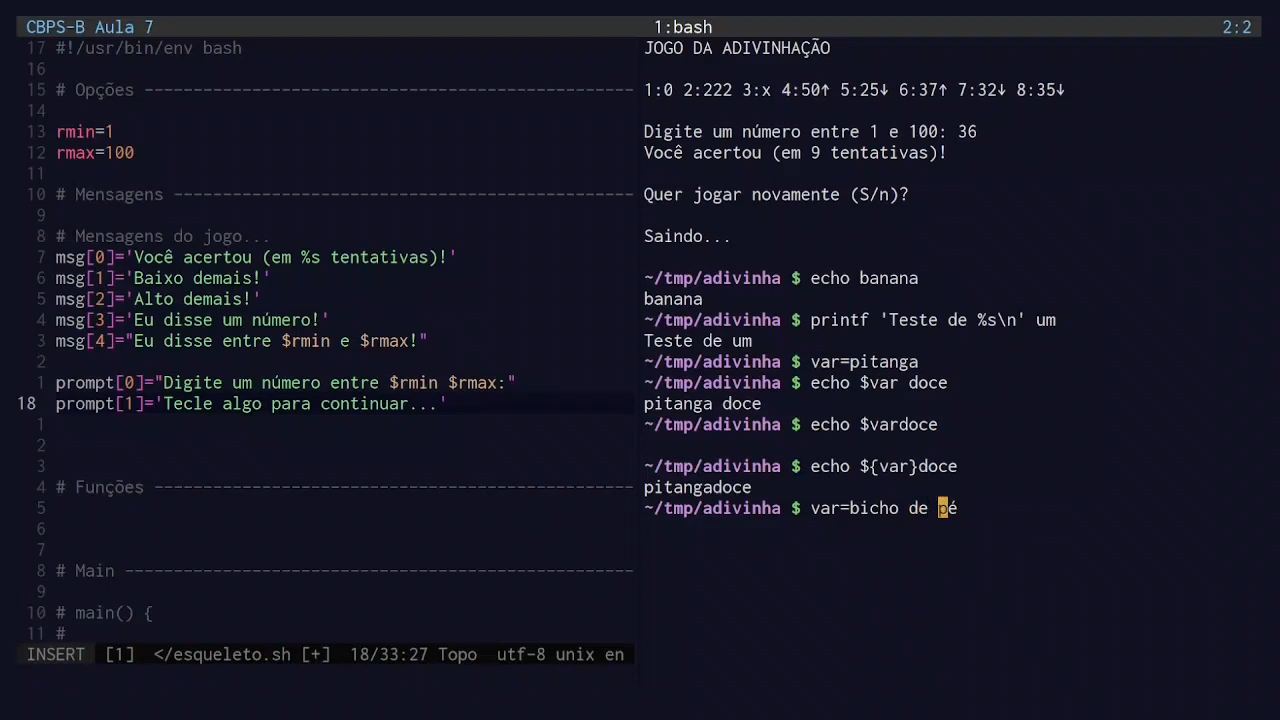 CBPS-B Aula 7 1:bash 2:2
17 #!/usr/bin/env bash
16
15 # Opções --------------------------------------------------
14
13 rmin=1
12 rmax=100
11
10 # Mensagens -----------------------------------------------
9
8 # Mensagens do jogo...
7 msg[0]='Você acertou (em %s tentativas)!'
6 msg[1]='Baixo demais!'
5 msg[2]='Alto demais!'
4 msg[3]='Eu disse um número!'
3 msg[4]="Eu disse entre $rmin e $rmax!"
2
1 prompt[0]="Digite um número entre $rmin $rmax:"
18 prompt[1]='Tecle algo para continuar...'
1
2
3
4 # Funções -------------------------------------------------
5
6
7
8 # Main ----------------------------------------------------
9
10 # main() {
11 #
INSERT [1] </esqueleto.sh [+] 18/33:27 Topo utf-8 unix en
JOGO DA ADIVINHAÇÃO
1:0 2:222 3:x 4:50↑ 5:25↓ 6:37↑ 7:32↓ 8:35↓
Digite um número entre 1 e 100: 36
Você acertou (em 9 tentativas)!
Quer jogar novamente (S/n)?
Saindo...
~/tmp/adivinha $ echo banana
banana
~/tmp/adivinha $ printf 'Teste de %s\n' um
Teste de um
~/tmp/adivinha $ var=pitanga
~/tmp/adivinha $ echo $var doce
pitanga doce
~/tmp/adivinha $ echo $vardoce
~/tmp/adivinha $ echo ${var}doce
pitangadoce
~/tmp/adivinha $ var=bicho de pé